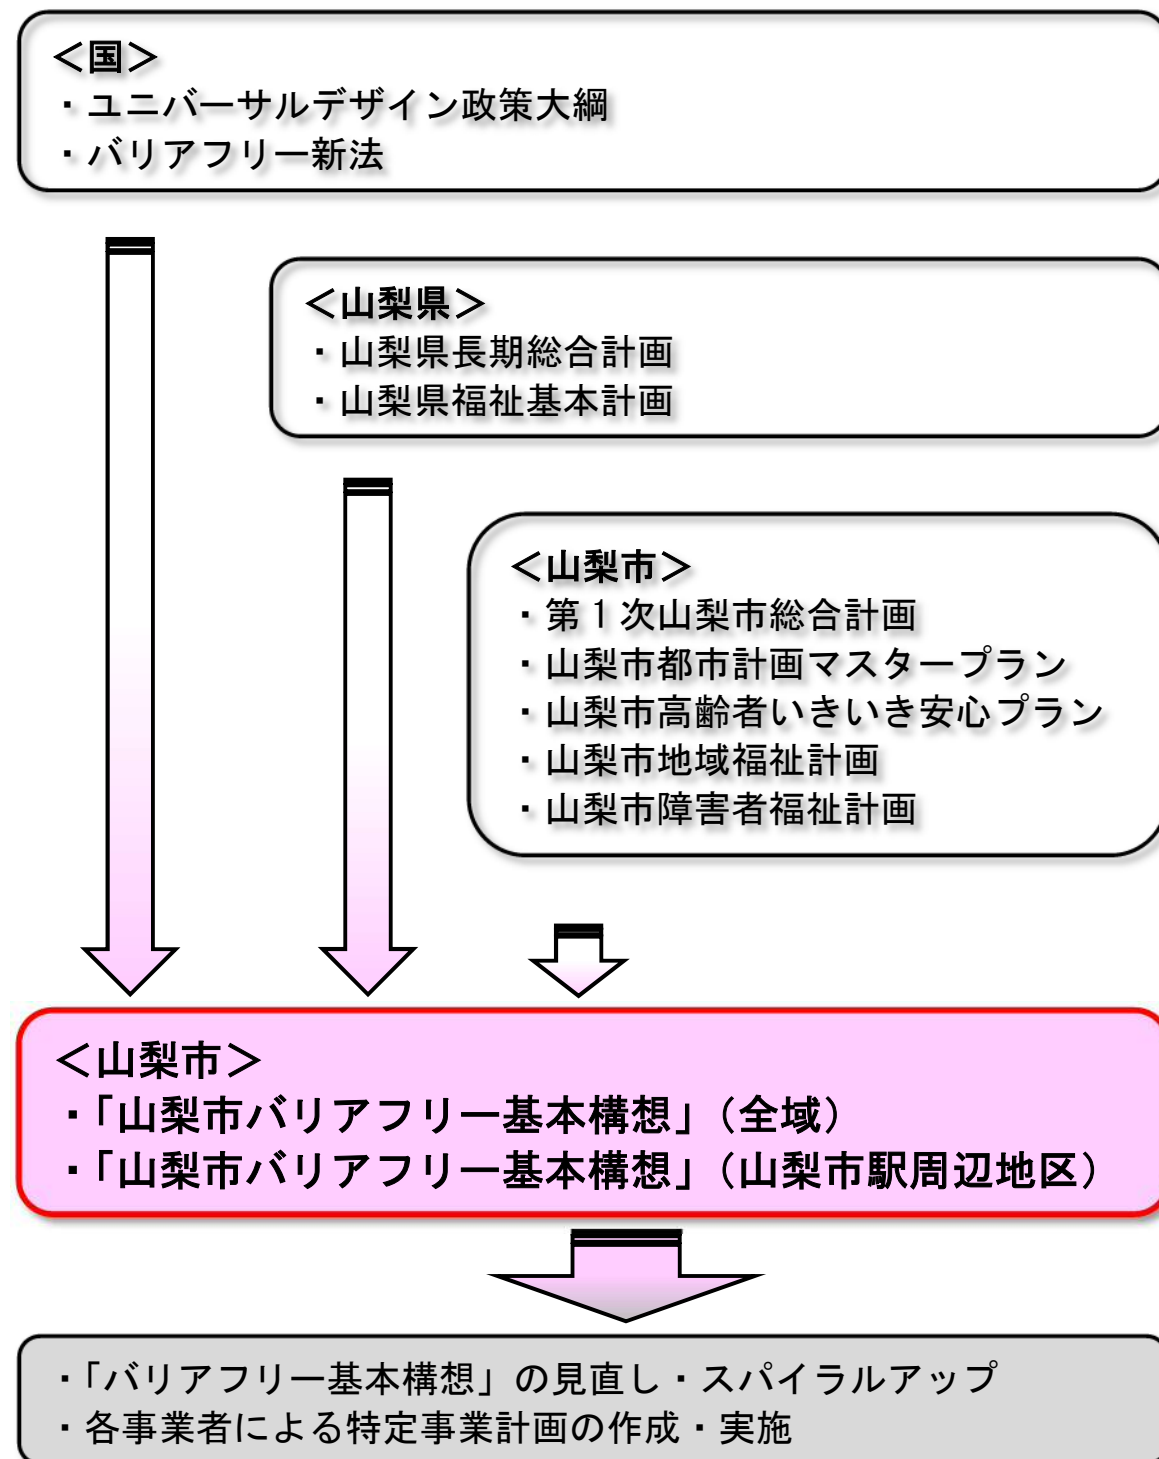 ＜国＞
・ユニバーサルデザイン政策大綱
・バリアフリー新法
＜山梨県＞
・山梨県長期総合計画
・山梨県福祉基本計画
＜山梨市＞
・第１次山梨市総合計画
・山梨市都市計画マスタープラン
・山梨市高齢者いきいき安心プラン
・山梨市地域福祉計画
・山梨市障害者福祉計画
＜山梨市＞
・「山梨市バリアフリー基本構想」（全域）
・「山梨市バリアフリー基本構想」（山梨市駅周辺地区）
・「バリアフリー基本構想」の見直し・スパイラルアップ
・各事業者による特定事業計画の作成・実施